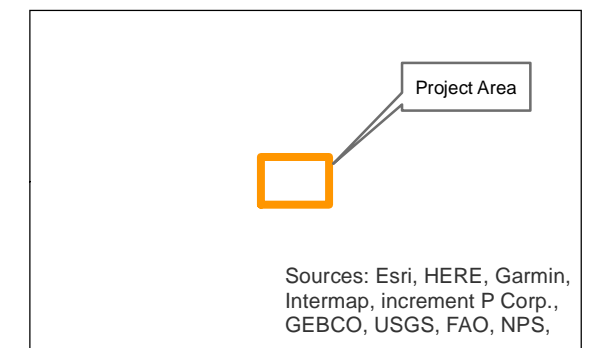 Project Area
Sources: Esri, HERE, Garmin,
Intermap, increment P Corp.,
GEBCO, USGS, FAO, NPS,